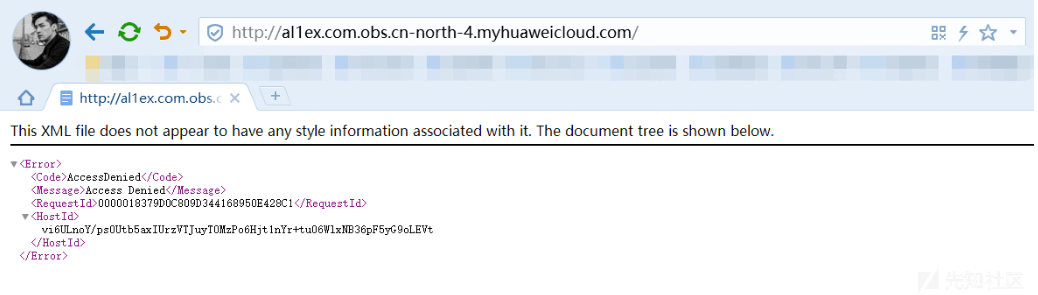 http://al1ex.com.obs.cn-north-4.myhuaweicloud.com/
http://al1ex.com.obs.c
This XML file does not appear to have any style information associated with it. The document tree is shown below.
<Error>
<Code>AccessDenied</Code>
<Message>Access Denied</Message>
<RequestId>0000018379D0C809D344168950E428C1</RequestId>
<HostId>
vi6ULnoY/ps0Utb5axIUrzVTJuyT0MzPo6Hjt1nYr+tu06WlxNB36pF5yG9oLEVt
</HostId>
</Error>
先知社区